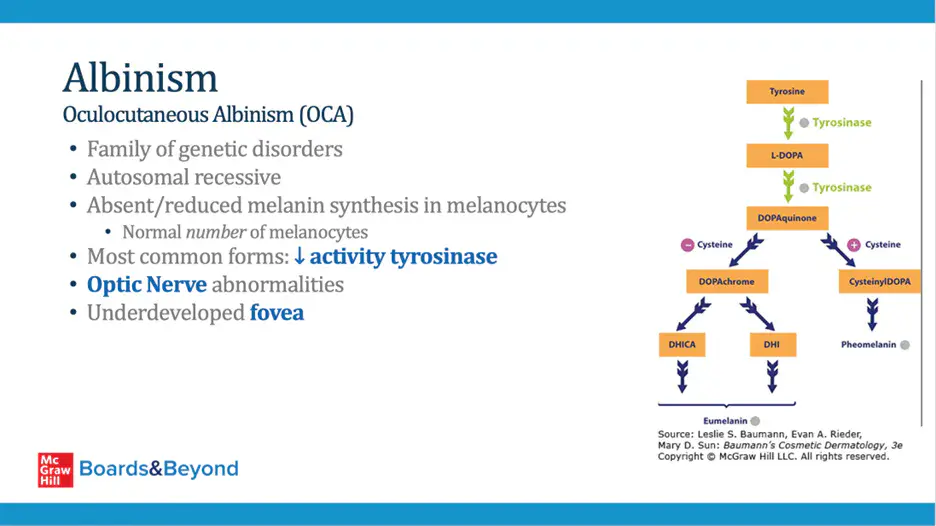 Albinism
Oculocutaneous Albinism (OCA)
• Family of genetic disorders
• Autosomal recessive
• Absent/reduced melanin synthesis in melanocytes
• Normal number of melanocytes
• Most common forms: ↓ activity tyrosinase
• Optic Nerve abnormalities
• Underdeveloped fovea
Tyrosine
Tyrosinase
L-DOPA
Tyrosinase
DOPAquinone
− Cysteine
+ Cysteine
DOPAchrome
CysteinylDOPA
DHICA
DHI
Pheomelanin
Eumelanin
Source: Leslie S. Baumann, Evan A. Rieder,
Mary D. Sun: Baumann's Cosmetic Dermatology, 3e
Copyright © McGraw Hill LLC. All rights reserved.
Mc
Graw
Hill
Boards&Beyond